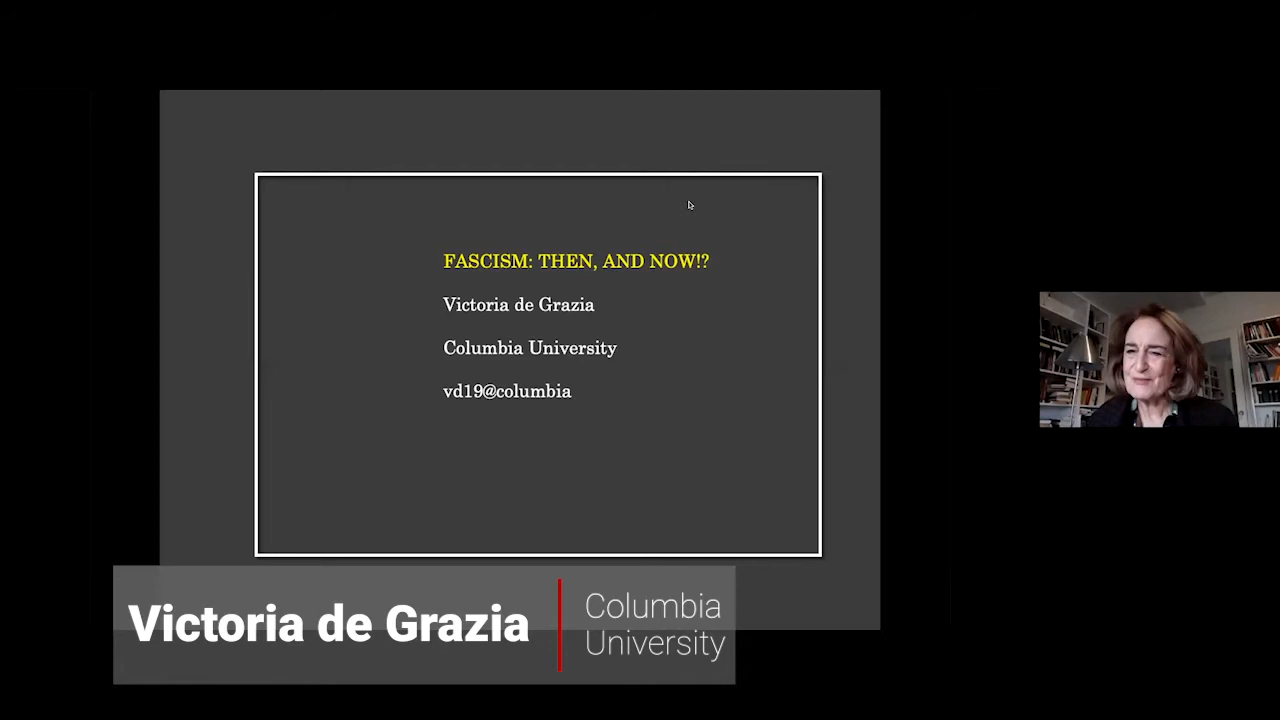 FASCISM: THEN, AND NOW!?
Victoria de Grazia
Columbia University
vd19@columbia
Victoria de Grazia
Columbia
University